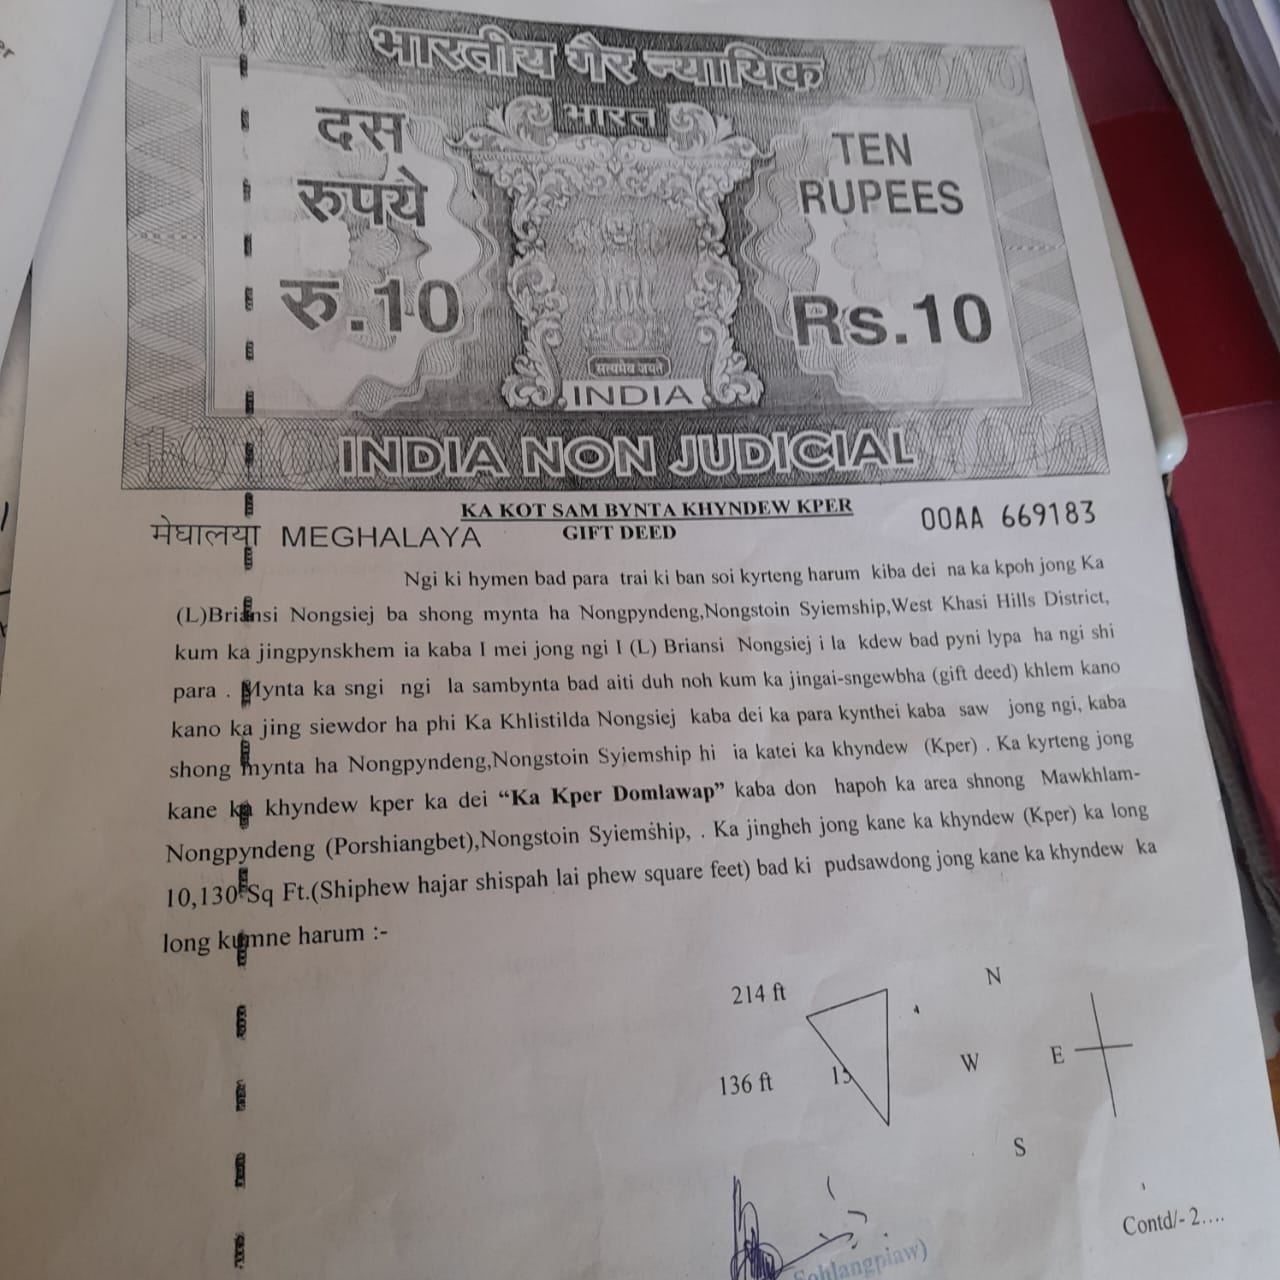 भारतीय गैर न्यायिक
भारत
दस
रुपये
रु.10
TEN
RUPEES
Rs.10
सत्यमेव जयते
INDIA
INDIA NON JUDICIAL
KA KOT SAM BYNTA KHYNDEW KPER
मेघालया MEGHALAYA
GIFT DEED
00AA 669183
Ngi ki hymen bad para trai ki ban soi kyrteng harum kiba dei na ka kpoh jong Ka
(L)Briansi Nongsiej ba shong mynta ha Nongpyndeng,Nongstoin Syiemship,West Khasi Hills District,
kum ka jingpynskhem ia kaba I mei jong ngi I (L) Briansi Nongsiej i la kdew bad pyni lypa ha ngi shi
para . Mynta ka sngi ngi la sambynta bad aiti duh noh kum ka jingai-sngewbha (gift deed) khlem kano
kano ka jing siewdor ha phi Ka Khlistilda Nongsiej kaba dei ka para kynthei kaba saw jong ngi, kaba
shong mynta ha Nongpyndeng,Nongstoin Syiemship hi ia katei ka khyndew (Kper) . Ka kyrteng jong
kane ka khyndew kper ka dei “Ka Kper Domlawap” kaba don hapoh ka area shnong Mawkhlam-
Nongpyndeng (Porshiangbet),Nongstoin Syiemship, . Ka jingheh jong kane ka khyndew (Kper) ka long
10,130 Sq Ft.(Shiphew hajar shispah lai phew square feet) bad ki pudsawdong jong kane ka khyndew ka
long kumne harum :-
214 ft
N
136 ft
W
E
S
Contd/- 2....
Sohlangpiaw)